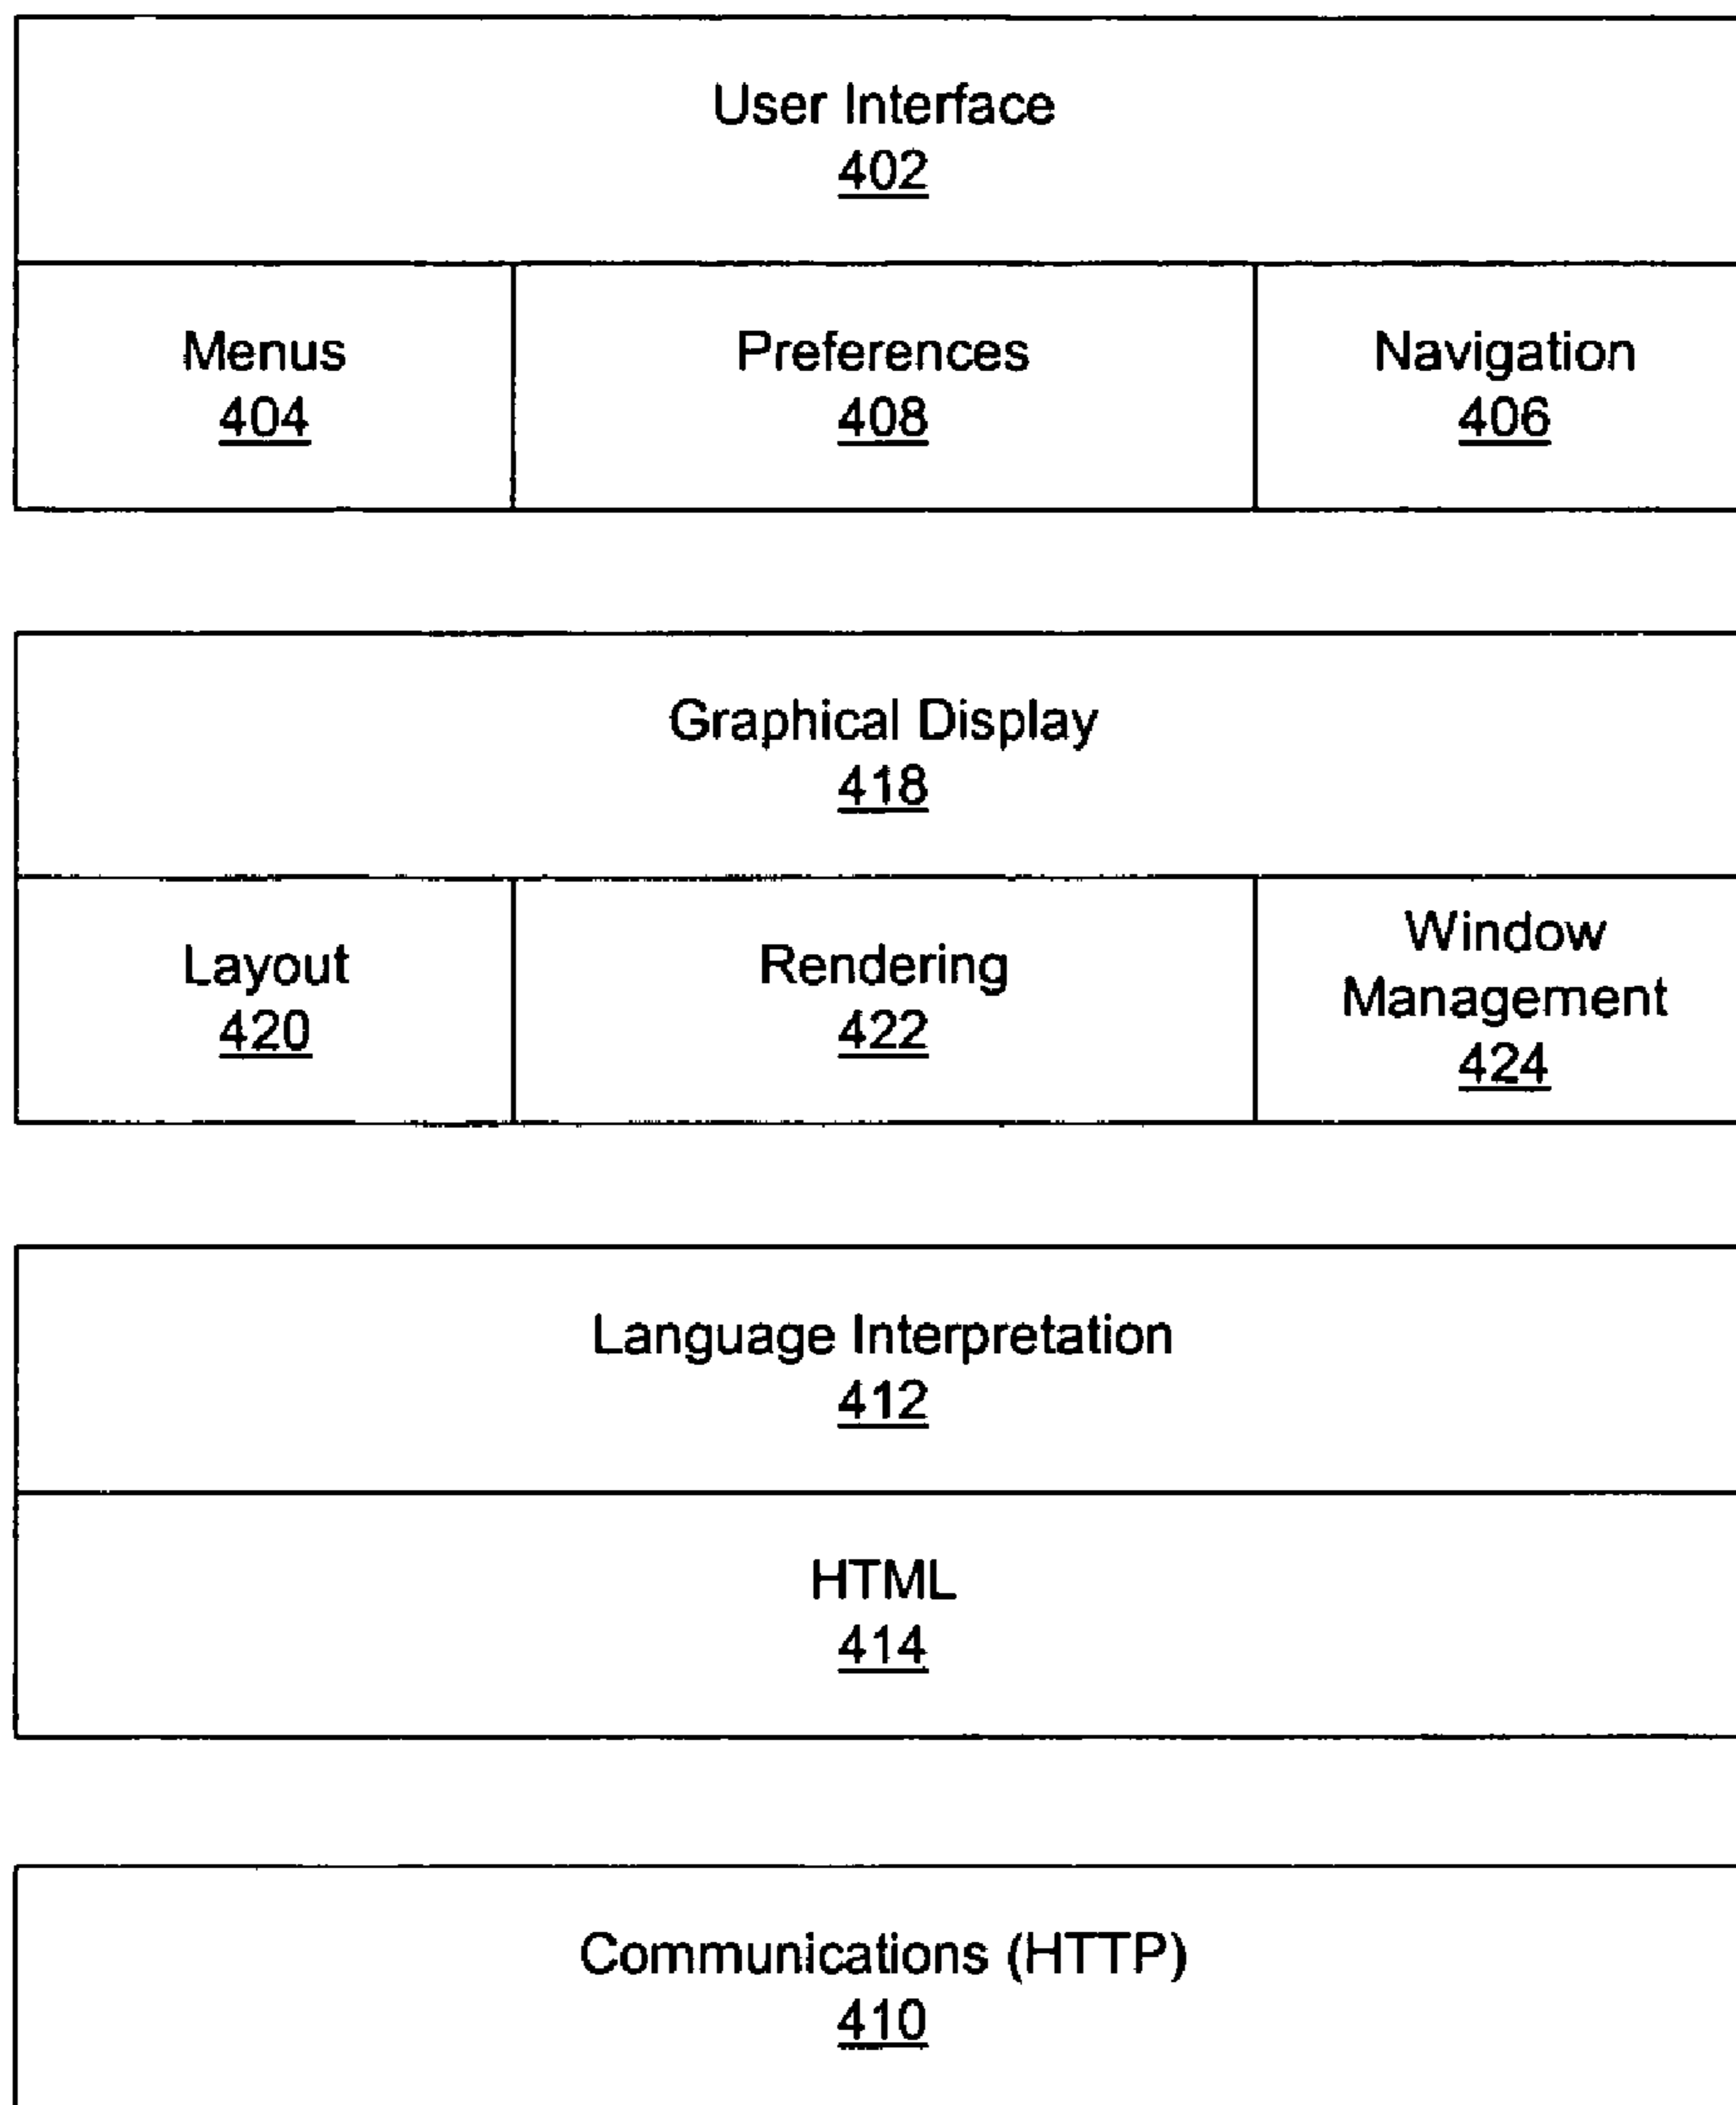 User Interface
402
Menus
404
Preferences
408
Navigation
406
Graphical Display
418
Layout
420
Rendering
422
Window
Management
424
Language Interpretation
412
HTML
414
Communications (HTTP)
410